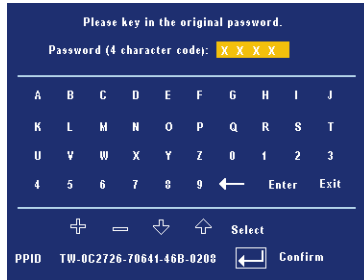 Please key in the original password.
Password (4 character code): X X X X
A B C D E F G H I J
K L M N O P Q R S T
U V W X Y Z 0 1 2 3
4 5 6 7 8 9 Enter Exit
Select
PPID TW-0C2726-70641-46B-0208 Confirm